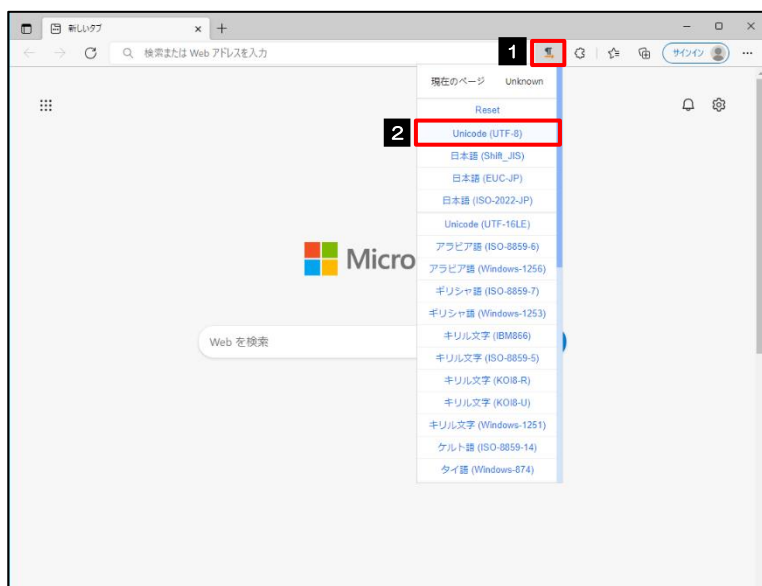 新しいタブ
検索または Web アドレスを入力
1
サインイン
現在のページ Unknown
Reset
2
Unicode (UTF-8)
日本語 (Shift_JIS)
日本語 (EUC-JP)
日本語 (ISO-2022-JP)
Unicode (UTF-16LE)
アラビア語 (ISO-8859-6)
Micro
アラビア語 (Windows-1256)
ギリシャ語 (ISO-8859-7)
ギリシャ語 (Windows-1253)
Web を検索
キリル文字 (IBM866)
キリル文字 (ISO-8859-5)
キリル文字 (KOI8-R)
キリル文字 (KOI8-U)
キリル文字 (Windows-1251)
ケルト語 (ISO-8859-14)
タイ語 (Windows-874)